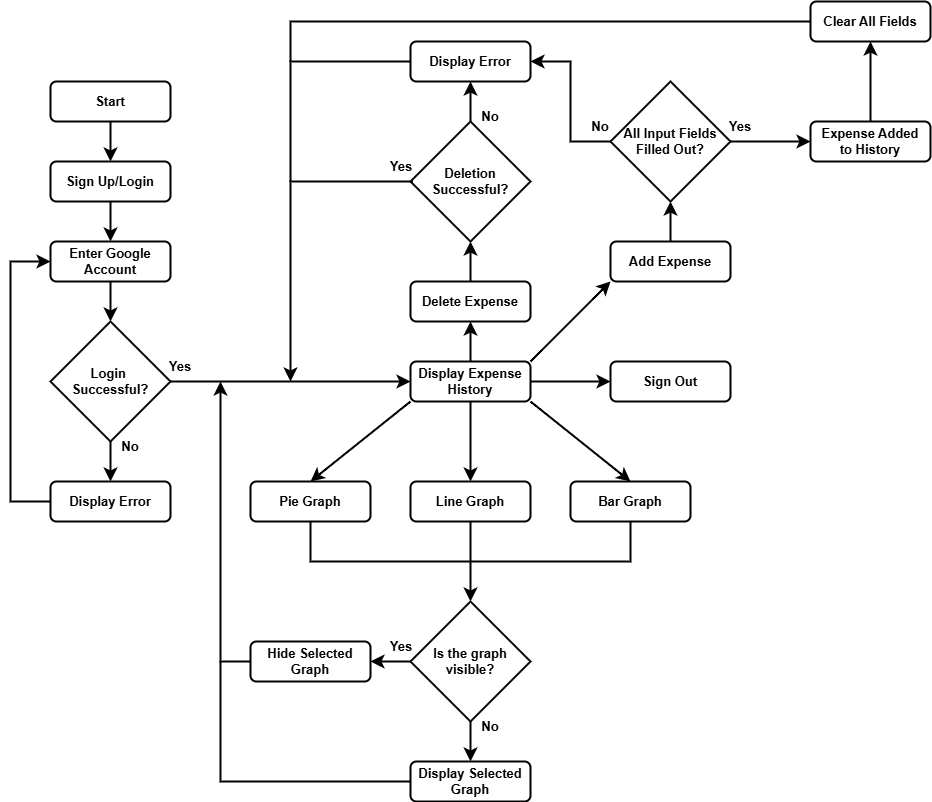 Clear All Fields
Display Error
Start
No
All Input Fields
Filled Out?
Yes
Expense Added
to History
No
Yes
Deletion
Successful?
Sign Up/Login
Enter Google
Account
Add Expense
Delete Expense
Login
Successful?
Yes
Display Expense
History
Sign Out
No
Display Error
Pie Graph
Line Graph
Bar Graph
Hide Selected
Graph
Yes
Is the graph
visible?
No
Display Selected
Graph